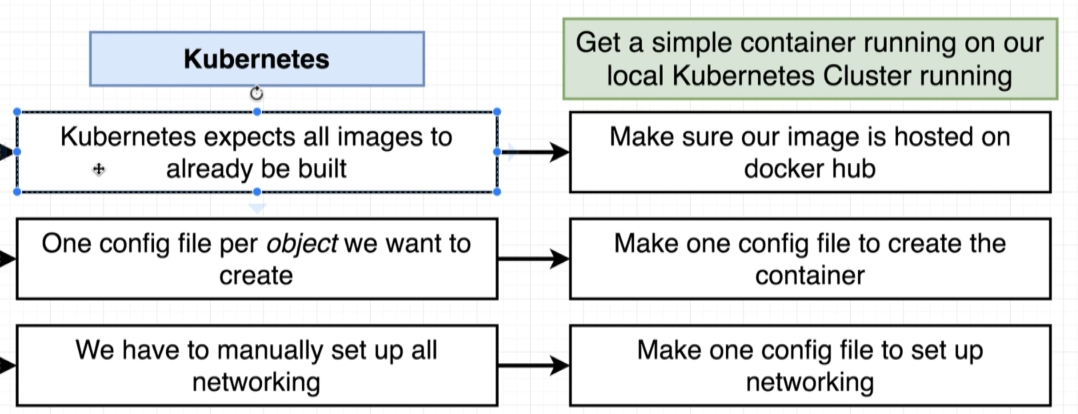 Kubernetes
Get a simple container running on our
local Kubernetes Cluster running
Kubernetes expects all images to
already be built
Make sure our image is hosted on
docker hub
One config file per object we want to
create
Make one config file to create the
container
We have to manually set up all
networking
Make one config file to set up
networking